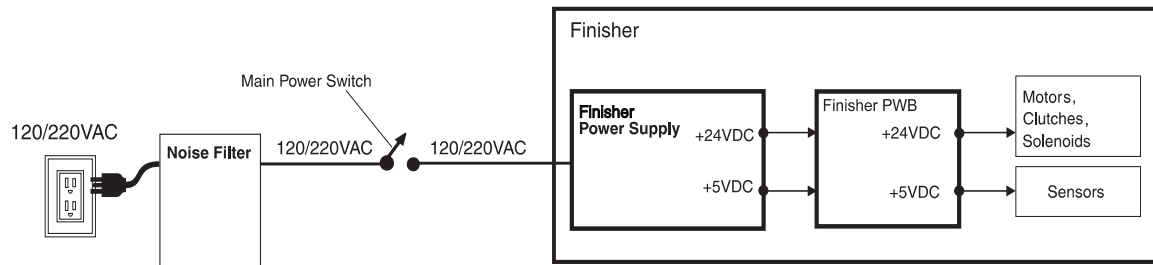 Finisher
Main Power Switch
120/220VAC
Noise Filter
120/220VAC
120/220VAC
Finisher
Power Supply
+24VDC
+5VDC
Finisher PWB
+24VDC
+5VDC
Motors,
Clutches,
Solenoids
Sensors